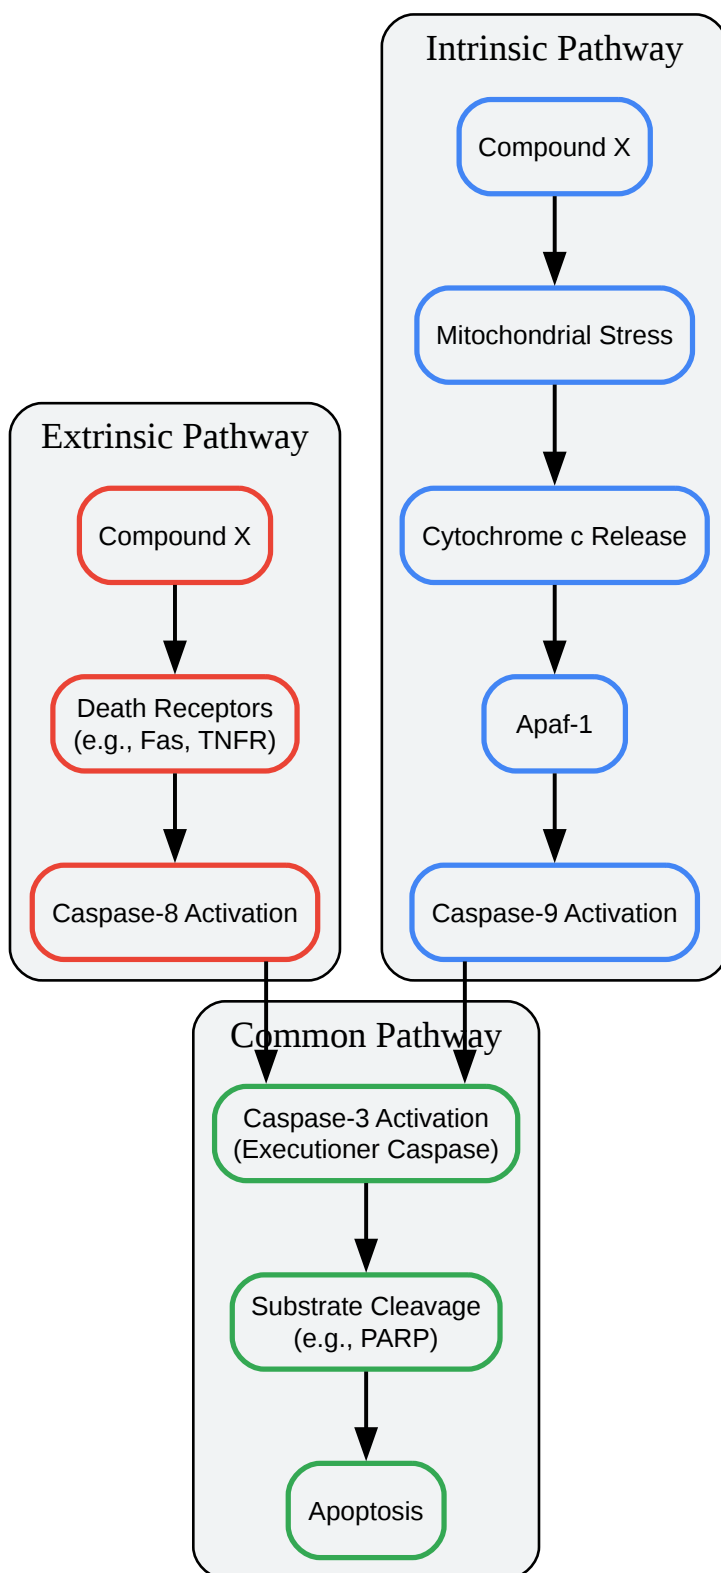 Intrinsic Pathway
Compound X
Mitochondrial Stress
Cytochrome c Release
Apaf-1
Caspase-9 Activation
Extrinsic Pathway
Compound X
Death Receptors
(e.g., Fas, TNFR)
Caspase-8 Activation
Common Pathway
Caspase-3 Activation
(Executioner Caspase)
Substrate Cleavage
(e.g., PARP)
Apoptosis